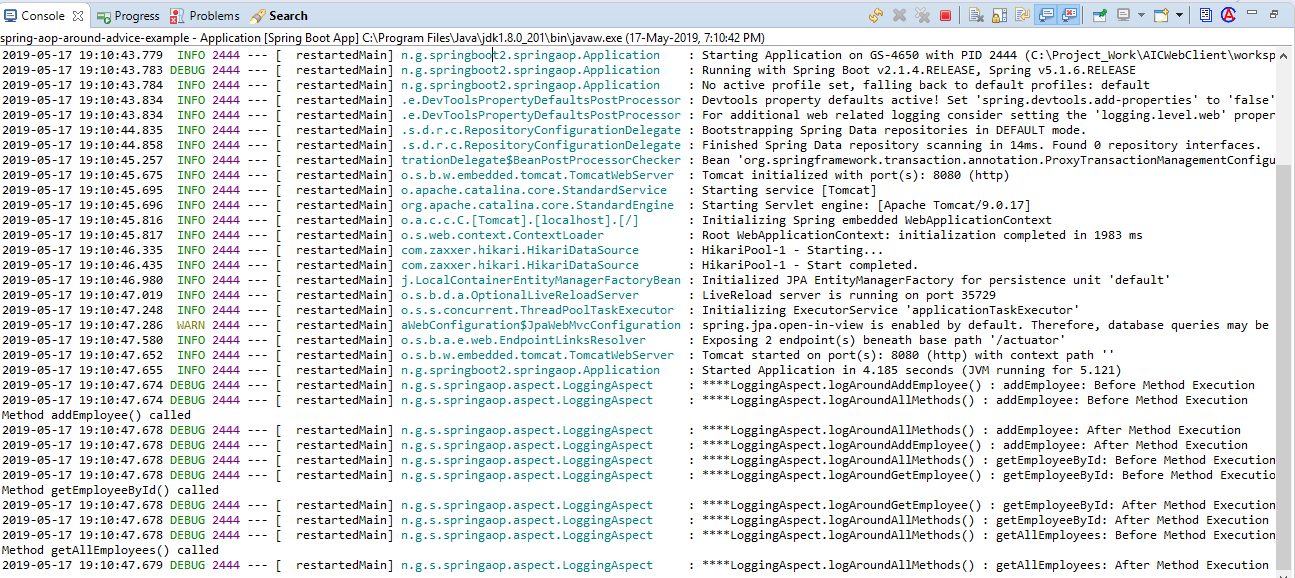 Console Progress Problems Search
spring-aop-around-advice-example - Application [Spring Boot App] C:\Program Files\Java\jdk1.8.0_201\bin\javaw.exe (17-May-2019, 7:10:42 PM)
2019-05-17 19:10:43.779  INFO 2444 --- [  restartedMain] n.g.springboot2.springaop.Application    : Starting Application on GS-4650 with PID 2444 (C:\Project_Work\AICWebClient\worksp
2019-05-17 19:10:43.783 DEBUG 2444 --- [  restartedMain] n.g.springboot2.springaop.Application    : Running with Spring Boot v2.1.4.RELEASE, Spring v5.1.6.RELEASE
2019-05-17 19:10:43.784  INFO 2444 --- [  restartedMain] n.g.springboot2.springaop.Application    : No active profile set, falling back to default profiles: default
2019-05-17 19:10:43.834  INFO 2444 --- [  restartedMain] .e.DevToolsPropertyDefaultsPostProcessor : Devtools property defaults active! Set 'spring.devtools.add-properties' to 'false'
2019-05-17 19:10:43.834  INFO 2444 --- [  restartedMain] .e.DevToolsPropertyDefaultsPostProcessor : For additional web related logging consider setting the 'logging.level.web' proper
2019-05-17 19:10:44.835  INFO 2444 --- [  restartedMain] .s.d.r.c.RepositoryConfigurationDelegate : Bootstrapping Spring Data repositories in DEFAULT mode.
2019-05-17 19:10:44.858  INFO 2444 --- [  restartedMain] .s.d.r.c.RepositoryConfigurationDelegate : Finished Spring Data repository scanning in 14ms. Found 0 repository interfaces.
2019-05-17 19:10:45.257  INFO 2444 --- [  restartedMain] trationDelegate$BeanPostProcessorChecker : Bean 'org.springframework.transaction.annotation.ProxyTransactionManagementConfigu
2019-05-17 19:10:45.675  INFO 2444 --- [  restartedMain] o.s.b.w.embedded.tomcat.TomcatWebServer  : Tomcat initialized with port(s): 8080 (http)
2019-05-17 19:10:45.695  INFO 2444 --- [  restartedMain] o.apache.catalina.core.StandardService   : Starting service [Tomcat]
2019-05-17 19:10:45.696  INFO 2444 --- [  restartedMain] org.apache.catalina.core.StandardEngine  : Starting Servlet engine: [Apache Tomcat/9.0.17]
2019-05-17 19:10:45.816  INFO 2444 --- [  restartedMain] o.a.c.c.C.[Tomcat].[localhost].[/]       : Initializing Spring embedded WebApplicationContext
2019-05-17 19:10:45.817  INFO 2444 --- [  restartedMain] o.s.web.context.ContextLoader            : Root WebApplicationContext: initialization completed in 1983 ms
2019-05-17 19:10:46.335  INFO 2444 --- [  restartedMain] com.zaxxer.hikari.HikariDataSource       : HikariPool-1 - Starting...
2019-05-17 19:10:46.435  INFO 2444 --- [  restartedMain] com.zaxxer.hikari.HikariDataSource       : HikariPool-1 - Start completed.
2019-05-17 19:10:46.980  INFO 2444 --- [  restartedMain] j.LocalContainerEntityManagerFactoryBean : Initialized JPA EntityManagerFactory for persistence unit 'default'
2019-05-17 19:10:47.019  INFO 2444 --- [  restartedMain] o.s.b.d.a.OptionalLiveReloadServer       : LiveReload server is running on port 35729
2019-05-17 19:10:47.248  INFO 2444 --- [  restartedMain] o.s.s.concurrent.ThreadPoolTaskExecutor  : Initializing ExecutorService 'applicationTaskExecutor'
2019-05-17 19:10:47.286  WARN 2444 --- [  restartedMain] aWebConfiguration$JpaWebMvcConfiguration : spring.jpa.open-in-view is enabled by default. Therefore, database queries may be
2019-05-17 19:10:47.580  INFO 2444 --- [  restartedMain] o.s.b.a.e.web.EndpointLinksResolver      : Exposing 2 endpoint(s) beneath base path '/actuator'
2019-05-17 19:10:47.652  INFO 2444 --- [  restartedMain] o.s.b.w.embedded.tomcat.TomcatWebServer  : Tomcat started on port(s): 8080 (http) with context path ''
2019-05-17 19:10:47.655  INFO 2444 --- [  restartedMain] n.g.springboot2.springaop.Application    : Started Application in 4.185 seconds (JVM running for 5.121)
2019-05-17 19:10:47.674 DEBUG 2444 --- [  restartedMain] n.g.s.springaop.aspect.LoggingAspect     : ****LoggingAspect.logAroundAddEmployee() : addEmployee: Before Method Execution
2019-05-17 19:10:47.674 DEBUG 2444 --- [  restartedMain] n.g.s.springaop.aspect.LoggingAspect     : ****LoggingAspect.logAroundAllMethods() : addEmployee: Before Method Execution
Method addEmployee() called
2019-05-17 19:10:47.678 DEBUG 2444 --- [  restartedMain] n.g.s.springaop.aspect.LoggingAspect     : ****LoggingAspect.logAroundAllMethods() : addEmployee: After Method Execution
2019-05-17 19:10:47.678 DEBUG 2444 --- [  restartedMain] n.g.s.springaop.aspect.LoggingAspect     : ****LoggingAspect.logAroundAddEmployee() : addEmployee: After Method Execution
2019-05-17 19:10:47.678 DEBUG 2444 --- [  restartedMain] n.g.s.springaop.aspect.LoggingAspect     : ****LoggingAspect.logAroundAllMethods() : getEmployeeById: Before Method Execution
2019-05-17 19:10:47.678 DEBUG 2444 --- [  restartedMain] n.g.s.springaop.aspect.LoggingAspect     : ****LoggingAspect.logAroundGetEmployee() : getEmployeeById: Before Method Executio
Method getEmployeeById() called
2019-05-17 19:10:47.678 DEBUG 2444 --- [  restartedMain] n.g.s.springaop.aspect.LoggingAspect     : ****LoggingAspect.logAroundGetEmployee() : getEmployeeById: After Method Execution
2019-05-17 19:10:47.678 DEBUG 2444 --- [  restartedMain] n.g.s.springaop.aspect.LoggingAspect     : ****LoggingAspect.logAroundAllMethods() : getEmployeeById: After Method Execution
2019-05-17 19:10:47.678 DEBUG 2444 --- [  restartedMain] n.g.s.springaop.aspect.LoggingAspect     : ****LoggingAspect.logAroundAllMethods() : getAllEmployees: Before Method Execution
Method getAllEmployees() called
2019-05-17 19:10:47.679 DEBUG 2444 --- [  restartedMain] n.g.s.springaop.aspect.LoggingAspect     : ****LoggingAspect.logAroundAllMethods() : getAllEmployees: After Method Execution